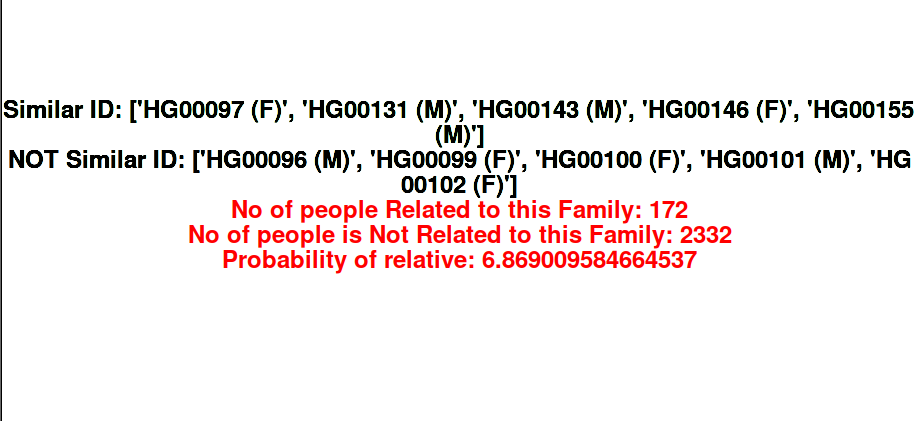 Similar ID: ['HG00097 (F)', 'HG00131 (M)', 'HG00143 (M)', 'HG00146 (F)', 'HG00155
(M)']
NOT Similar ID: ['HG00096 (M)', 'HG00099 (F)', 'HG00100 (F)', 'HG00101 (M)', 'HG
00102 (F)']
No of people Related to this Family: 172
No of people is Not Related to this Family: 2332
Probability of relative: 6.869009584664537